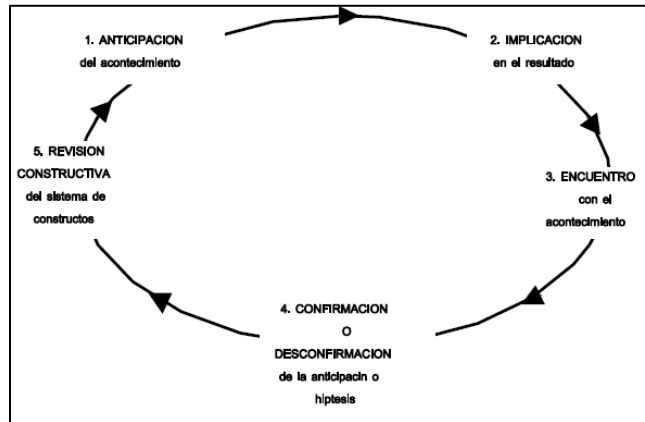 1. ANTICIPACION
del acontecimiento
2. IMPLICACION
en el resultado
3. ENCUENTRO
con el
acontecimiento
4. CONFIRMACION
O
DESCONFIRMACION
de la anticipacin o
hiptesis
5. REVISION
CONSTRUCTIVA
del sistema de
constructos